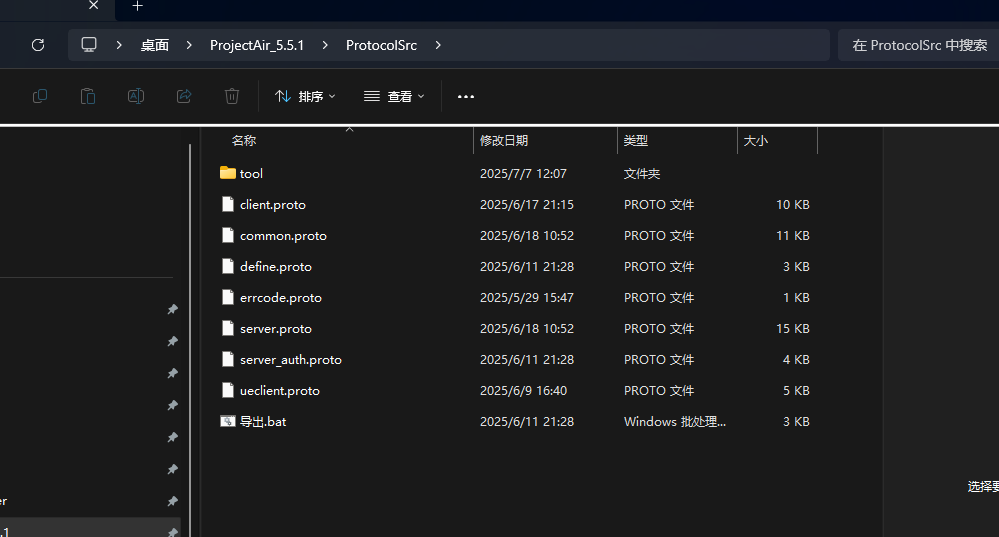 桌面 ProjectAir_5.5.1 ProtocolSrc 在 ProtocolSrc 中搜索
排序 查看
名称 修改日期 类型 大小
tool 2025/7/7 12:07 文件夹
client.proto 2025/6/17 21:15 PROTO 文件 10 KB
common.proto 2025/6/18 10:52 PROTO 文件 11 KB
define.proto 2025/6/11 21:28 PROTO 文件 3 KB
errcode.proto 2025/5/29 15:47 PROTO 文件 1 KB
server.proto 2025/6/18 10:52 PROTO 文件 15 KB
server_auth.proto 2025/6/11 21:28 PROTO 文件 4 KB
ueclient.proto 2025/6/9 16:40 PROTO 文件 5 KB
导出.bat 2025/6/11 21:28 Windows 批处理... 3 KB
选择要
er
.1